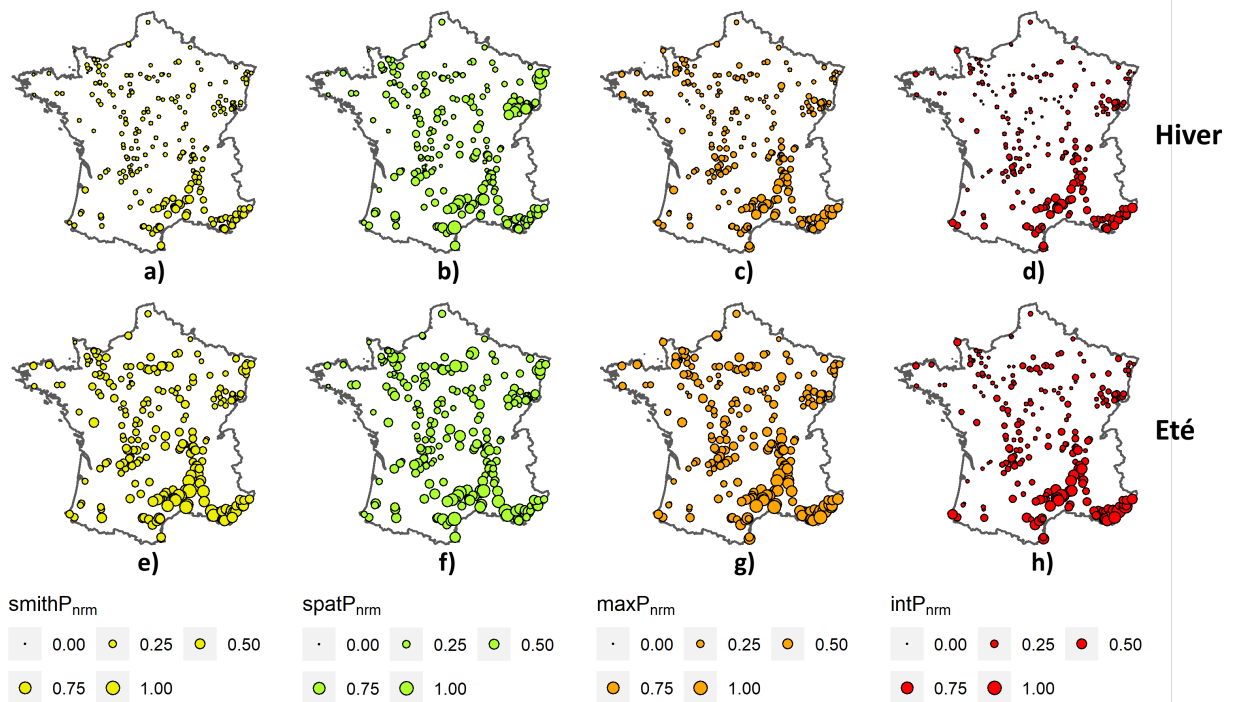 a) b) c) d)
Hiver
e) f) g) h)
Eté
smithPnrm spatPnrm maxPnrm intPnrm
0.00 0.25 0.50 0.00 0.25 0.50 0.00 0.25 0.50 0.00 0.25 0.50
0.75 1.00 0.75 1.00 0.75 1.00 0.75 1.00